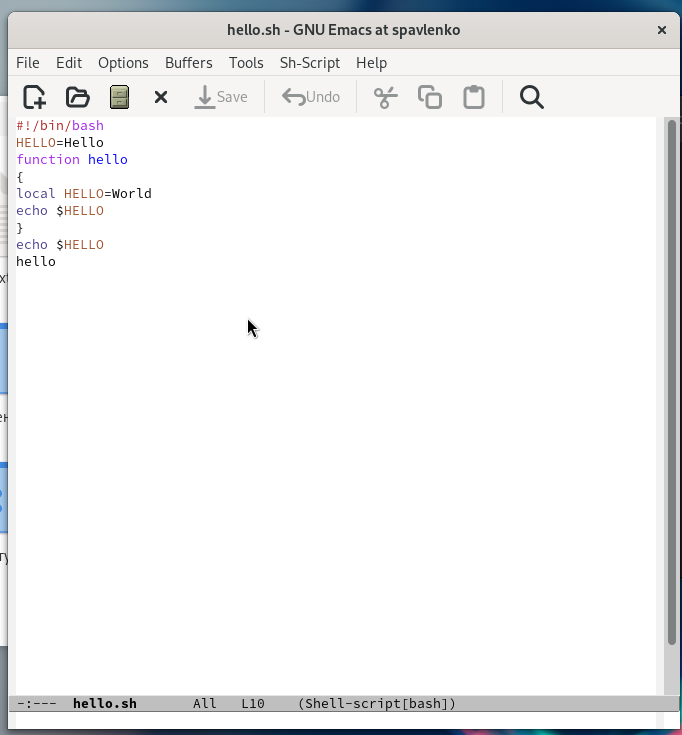 hello.sh - GNU Emacs at spavlenko
File Edit Options Buffers Tools Sh-Script Help
Save Undo
#!/bin/bash
HELLO=Hello
function hello
{
local HELLO=World
echo $HELLO
}
echo $HELLO
hello
-:--- hello.sh All L10 (Shell-script[bash])